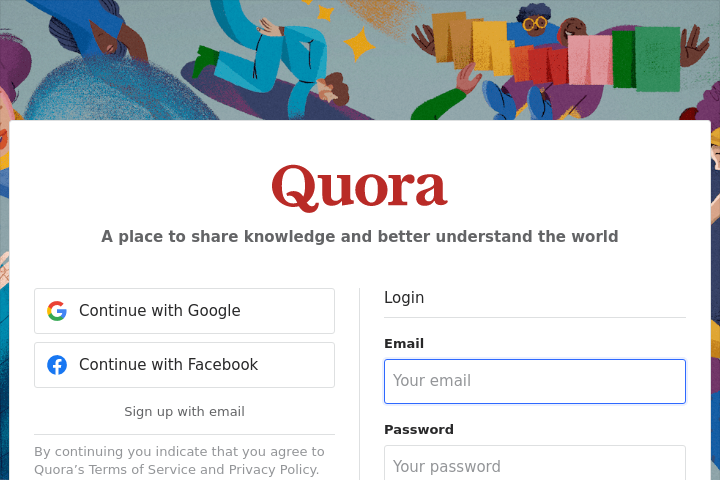 Quora
A place to share knowledge and better understand the world
Continue with Google
Continue with Facebook
Sign up with email
By continuing you indicate that you agree to
Quora’s Terms of Service and Privacy Policy.
Login
Email
Your email
Password
Your password